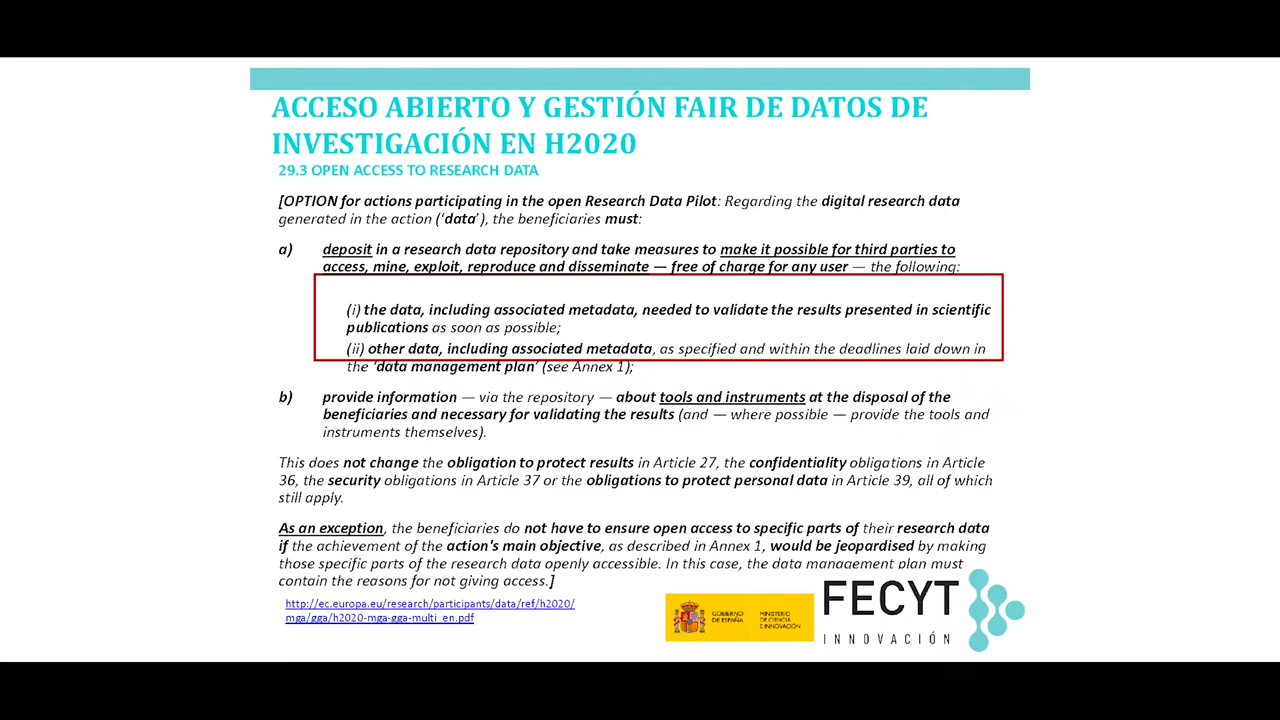 ACCESO ABIERTO Y GESTIÓN FAIR DE DATOS DE
INVESTIGACIÓN EN H2020
29.3 OPEN ACCESS TO RESEARCH DATA
[OPTION for actions participating in the open Research Data Pilot: Regarding the digital research data
generated in the action (‘data’), the beneficiaries must:
a) deposit in a research data repository and take measures to make it possible for third parties to
access, mine, exploit, reproduce and disseminate — free of charge for any user — the following:
(i) the data, including associated metadata, needed to validate the results presented in scientific
publications as soon as possible;
(ii) other data, including associated metadata, as specified and within the deadlines laid down in
the ‘data management plan’ (see Annex 1);
b) provide information — via the repository — about tools and instruments at the disposal of the
beneficiaries and necessary for validating the results (and — where possible — provide the tools and
instruments themselves).
This does not change the obligation to protect results in Article 27, the confidentiality obligations in Article
36, the security obligations in Article 37 or the obligations to protect personal data in Article 39, all of which
still apply.
As an exception, the beneficiaries do not have to ensure open access to specific parts of their research data
if the achievement of the action's main objective, as described in Annex 1, would be jeopardised by making
those specific parts of the research data openly accessible. In this case, the data management plan must
contain the reasons for not giving access.]
http://ec.europa.eu/research/participants/data/ref/h2020/
mga/gga/h2020-mga-gga-multi_en.pdf
GOBIERNO
DE ESPAÑA
MINISTERIO
DE CIENCIA
E INNOVACIÓN
FECYT
INNOVACIÓN